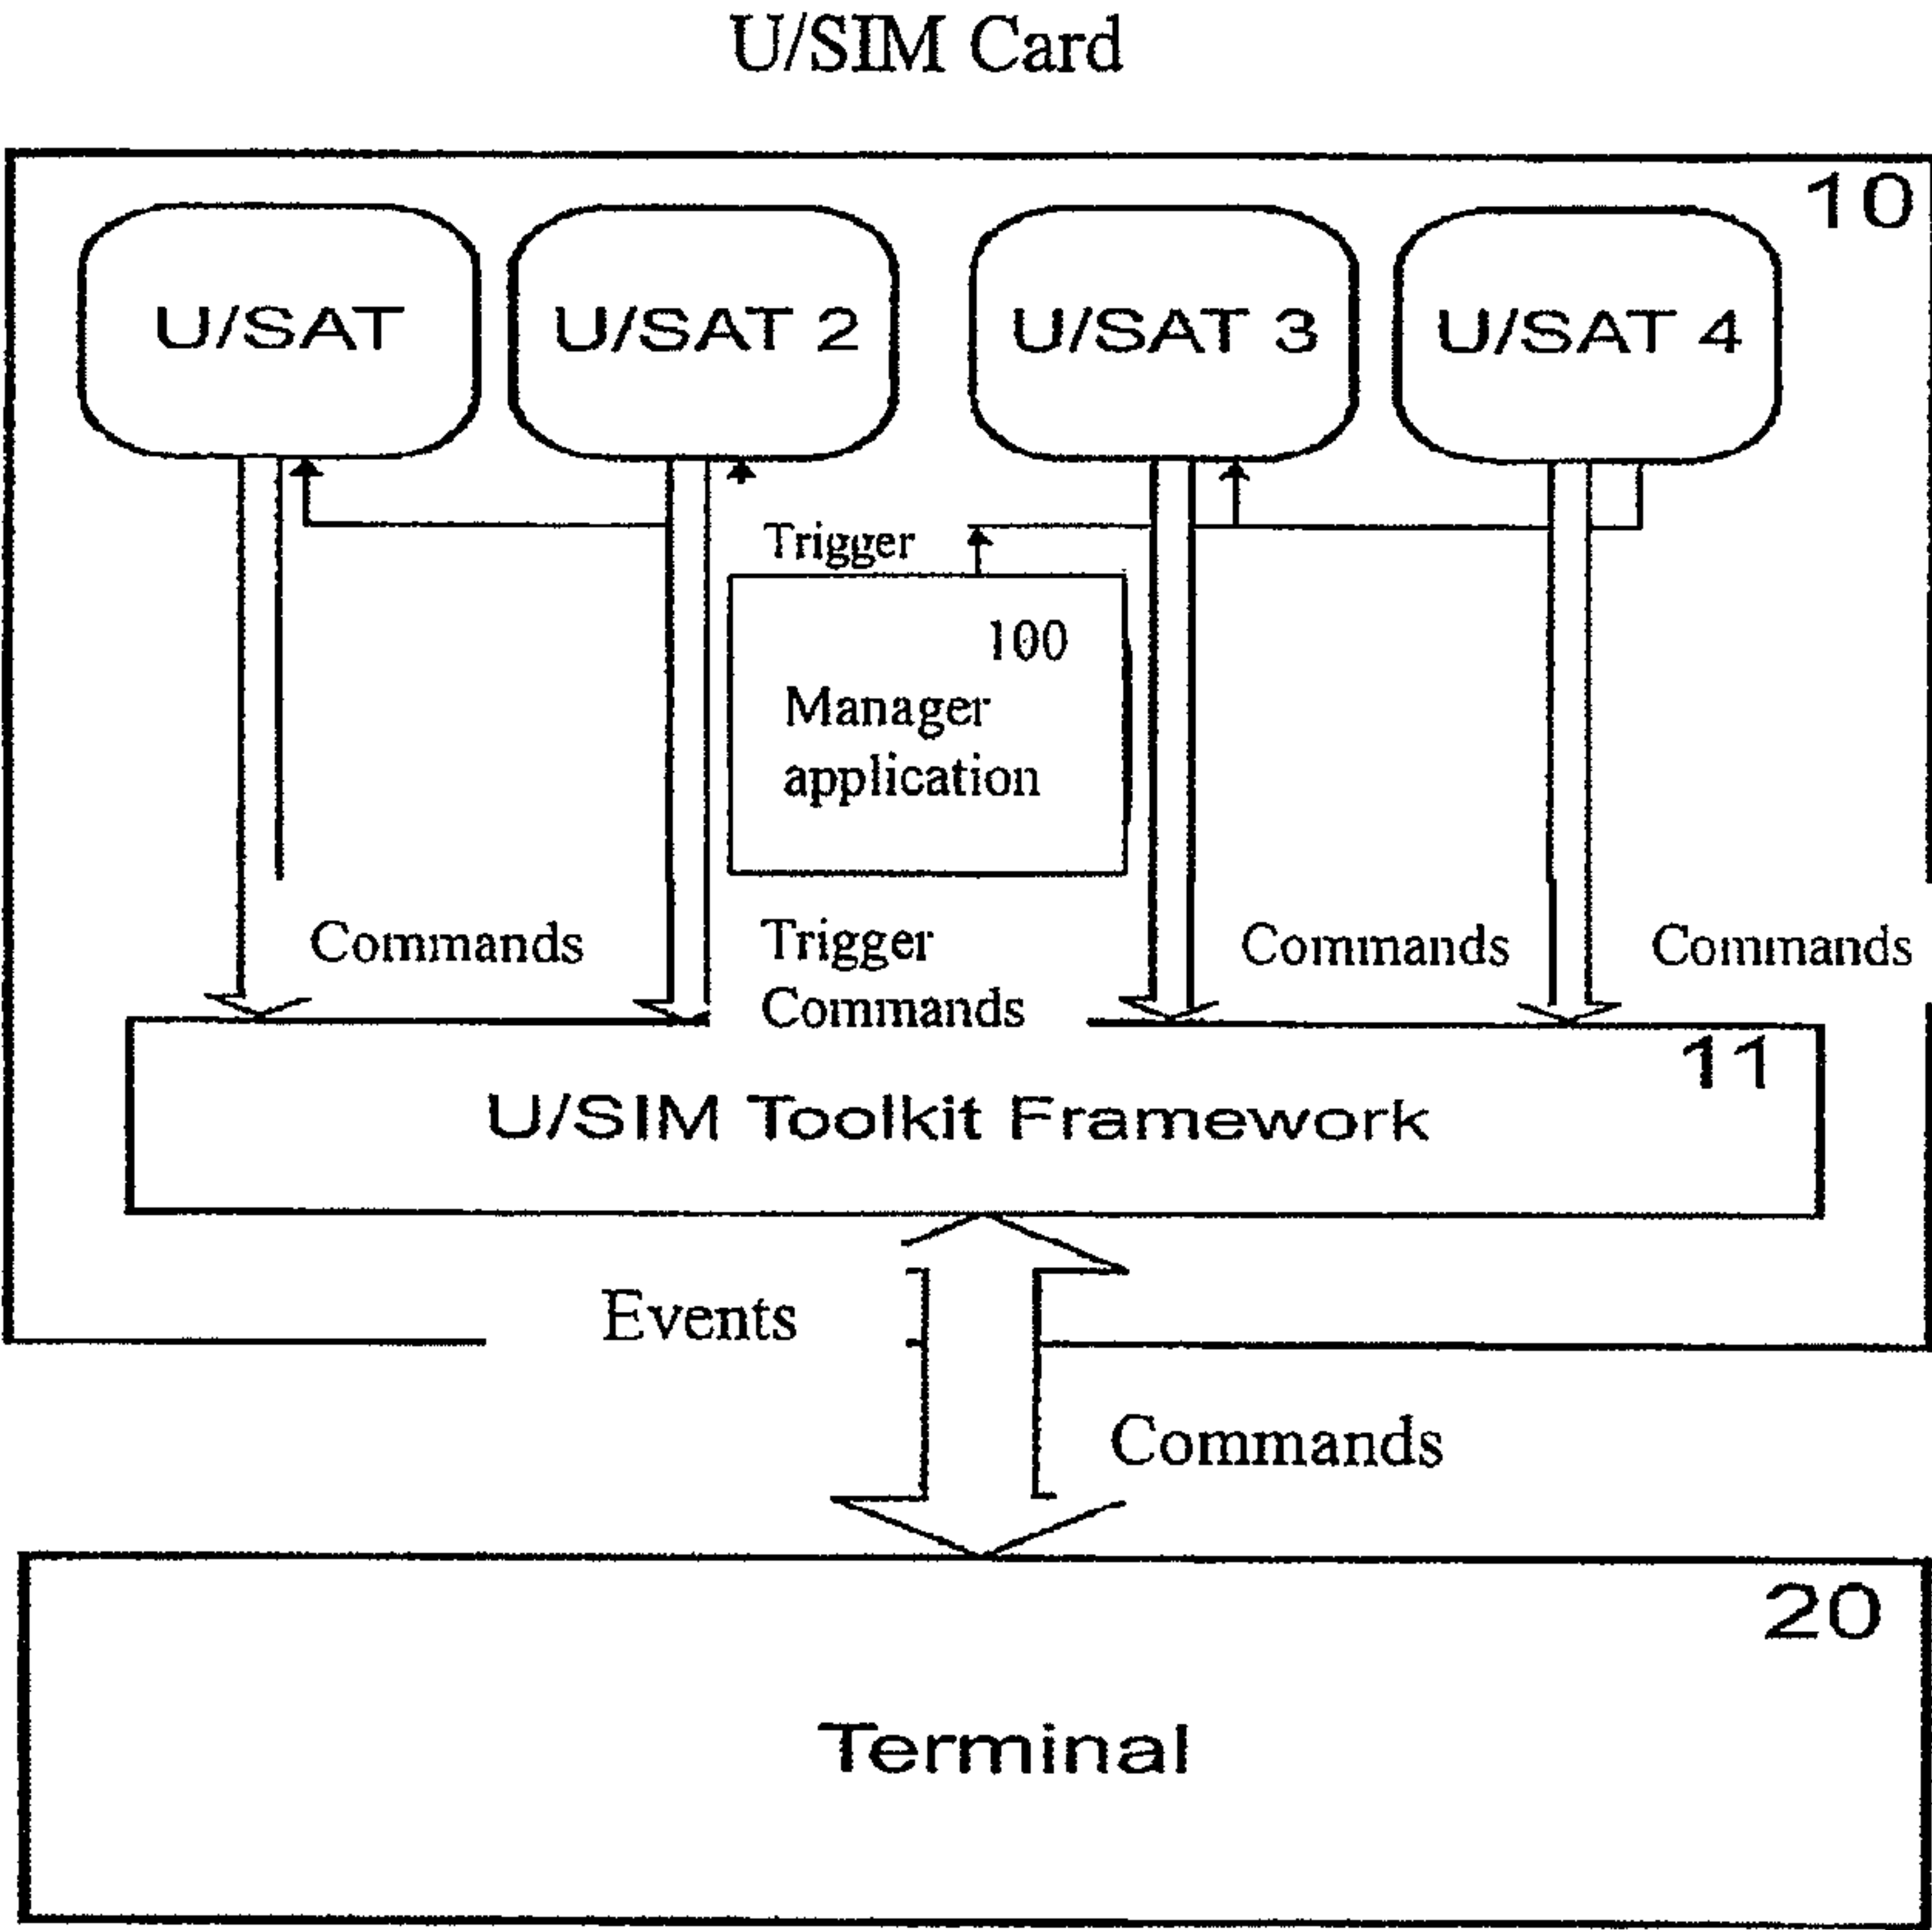 U/SIM Card
10
U/SAT
U/SAT 2
U/SAT 3
U/SAT 4
Trigger
100
Manager
application
Commands
Trigger
Commands
Commands
Commands
11
U/SIM Toolkit Framework
Events
Commands
20
Terminal